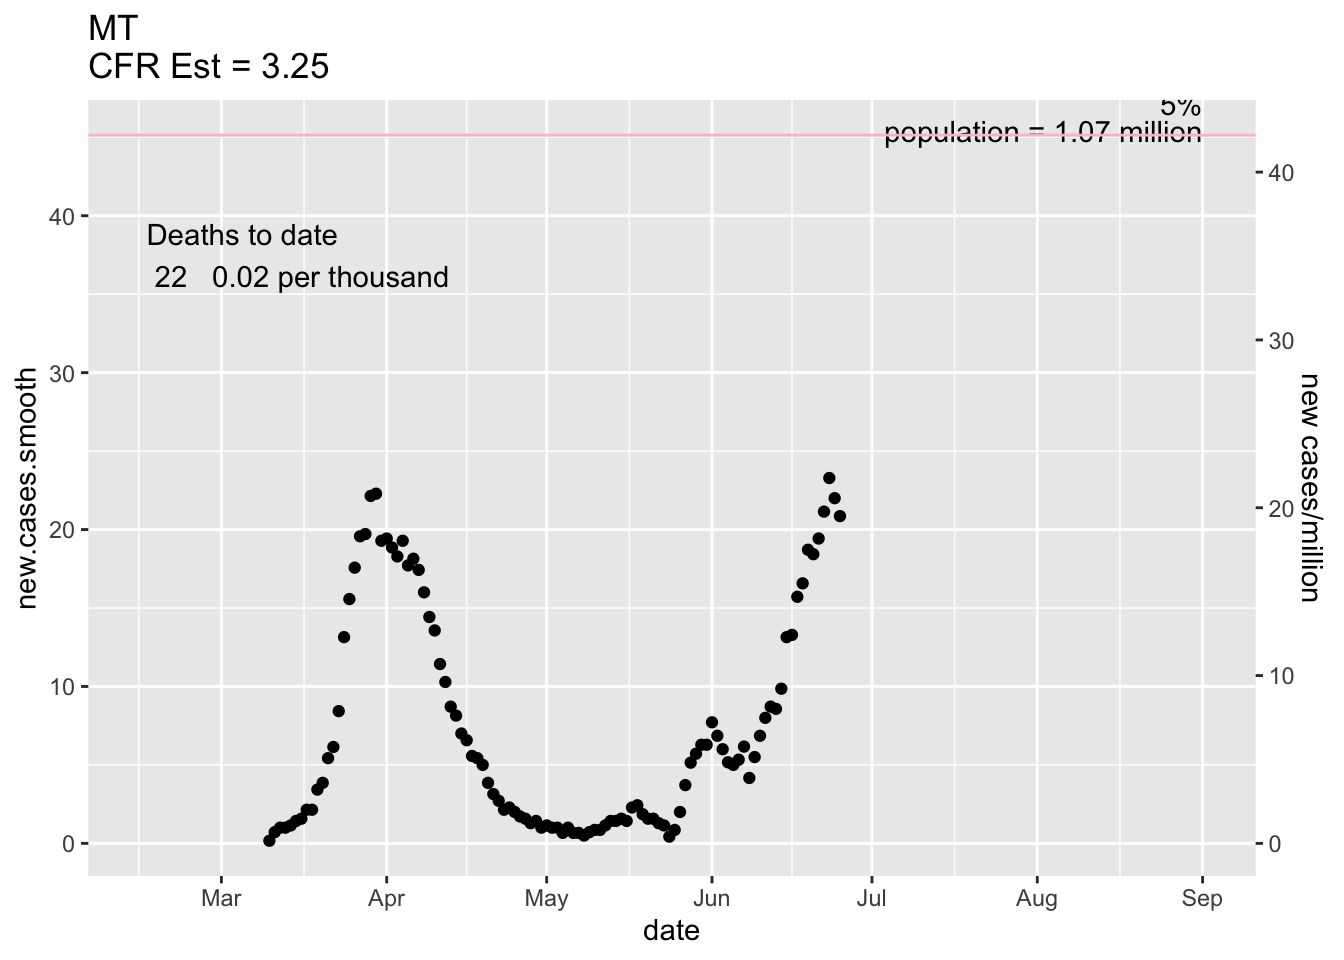 MT
CFR Est = 3.25
5%
population = 1.07 million
Deaths to date
22 0.02 per thousand
new.cases.smooth
40
30
20
10
0
40
30
20
10
0
new cases/million
Mar Apr May Jun Jul Aug Sep
date